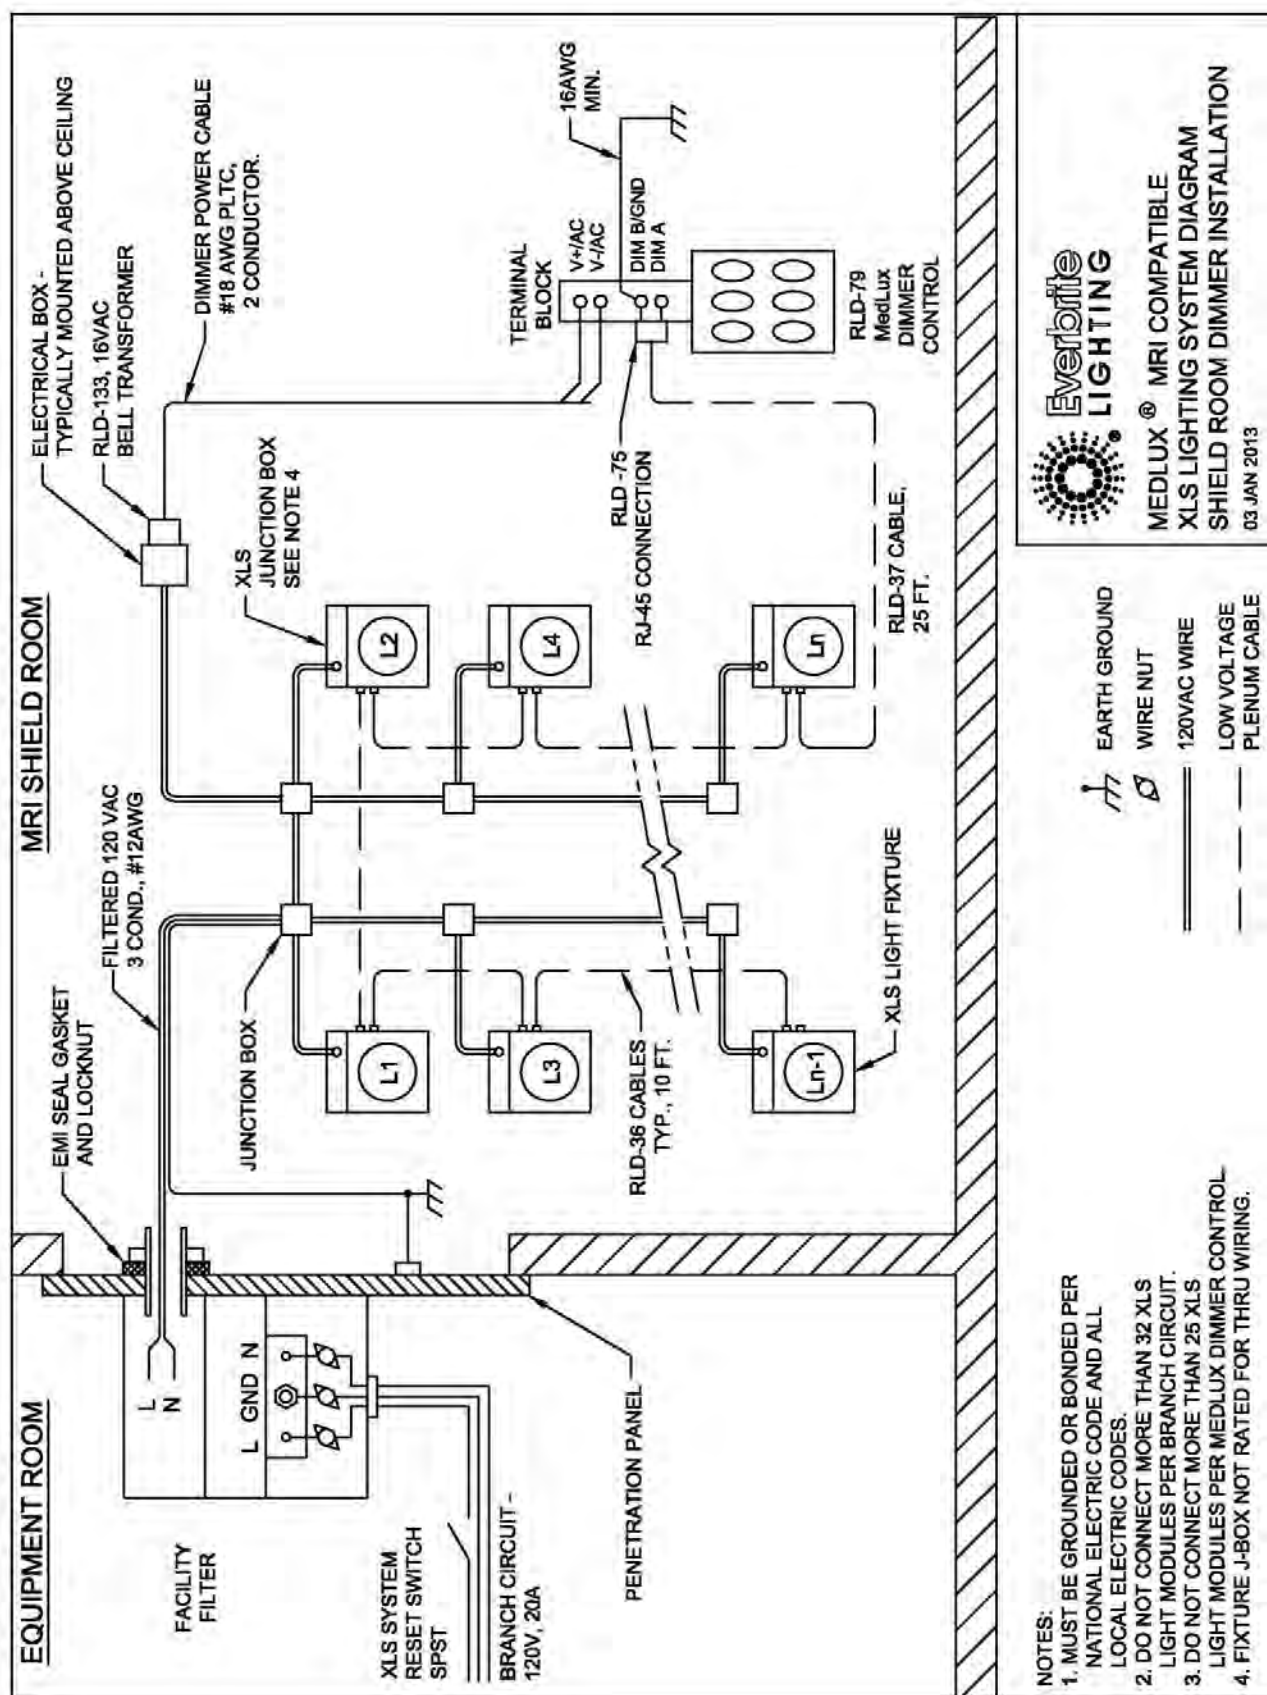 EQUIPMENT ROOM
MRI SHIELD ROOM
FACILITY
FILTER
L
N
L GND N
XLS SYSTEM
RESET SWITCH
SPST
BRANCH CIRCUIT -
120V, 20A
PENETRATION PANEL
EMI SEAL GASKET
AND LOCKNUT
FILTERED 120 VAC
3 COND., #12AWG
JUNCTION BOX
L1
L3
Ln-1
RLD-36 CABLES
TYP., 10 FT.
XLS LIGHT FIXTURE
ELECTRICAL BOX -
TYPICALLY MOUNTED ABOVE CEILING
RLD-133, 16VAC
BELL TRANSFORMER
DIMMER POWER CABLE
#18 AWG PLTC,
2 CONDUCTOR.
XLS
JUNCTION BOX
SEE NOTE 4
L2
L4
Ln
TERMINAL
BLOCK
V+/AC
V-/AC
DIM B/GND
DIM A
16AWG
MIN.
RLD -75
RJ-45 CONNECTION
RLD-79
MedLux
DIMMER
CONTROL
RLD-37 CABLE,
25 FT.
NOTES:
1. MUST BE GROUNDED OR BONDED PER
NATIONAL ELECTRIC CODE AND ALL
LOCAL ELECTRIC CODES.
2. DO NOT CONNECT MORE THAN 32 XLS
LIGHT MODULES PER BRANCH CIRCUIT.
3. DO NOT CONNECT MORE THAN 25 XLS
LIGHT MODULES PER MEDLUX DIMMER CONTROL
4. FIXTURE J-BOX NOT RATED FOR THRU WIRING.
EARTH GROUND
WIRE NUT
120VAC WIRE
LOW VOLTAGE
PLENUM CABLE
Everbrite
LIGHTING
®
MEDLUX ® MRI COMPATIBLE
XLS LIGHTING SYSTEM DIAGRAM
SHIELD ROOM DIMMER INSTALLATION
03 JAN 2013